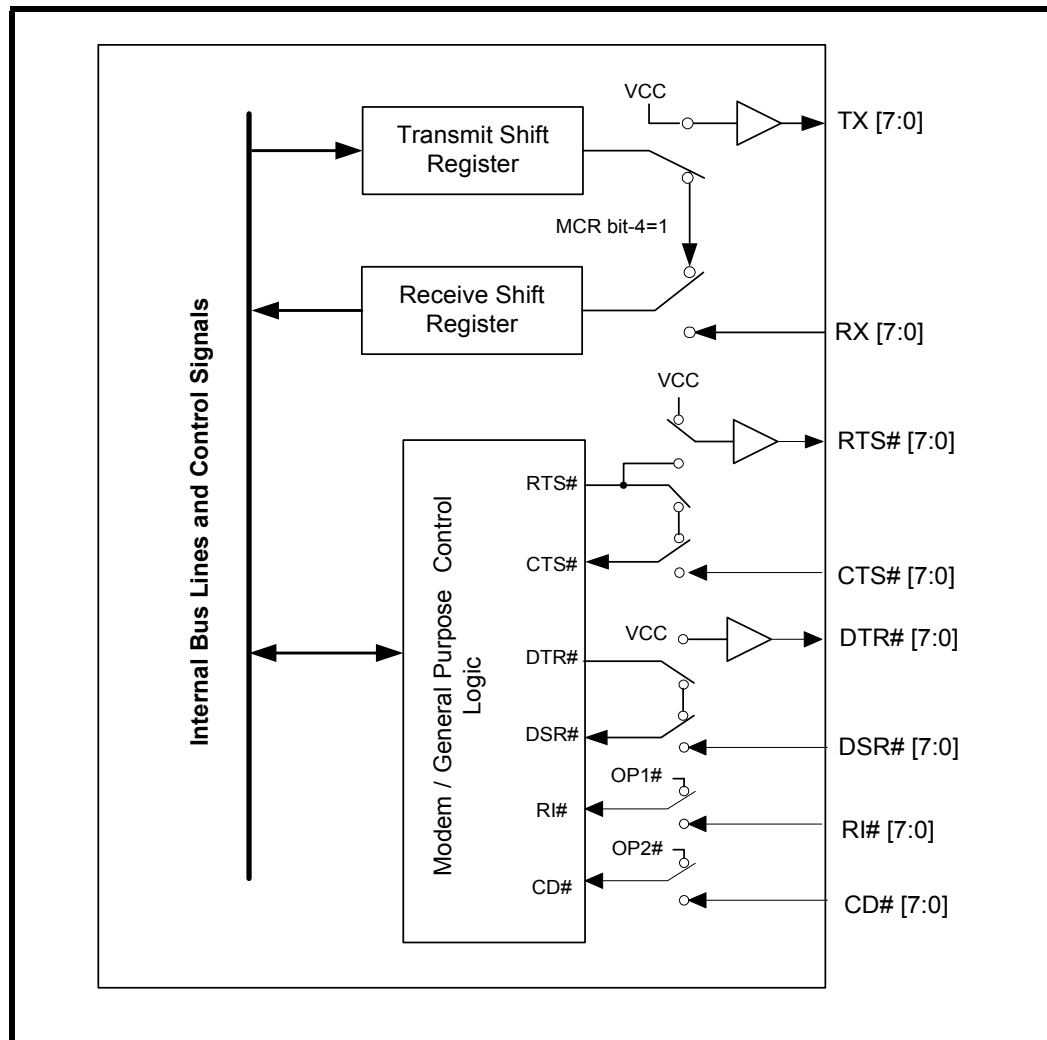 VCC
TX [7:0]
Transmit Shift
Register
MCR bit-4=1
Receive Shift
Register
RX [7:0]
Internal Bus Lines and Control Signals
VCC
RTS# [7:0]
RTS#
CTS#
CTS# [7:0]
Modem / General Purpose Control
Logic
VCC
DTR# [7:0]
DTR#
DSR#
DSR# [7:0]
OP1#
RI#
RI# [7:0]
OP2#
CD#
CD# [7:0]